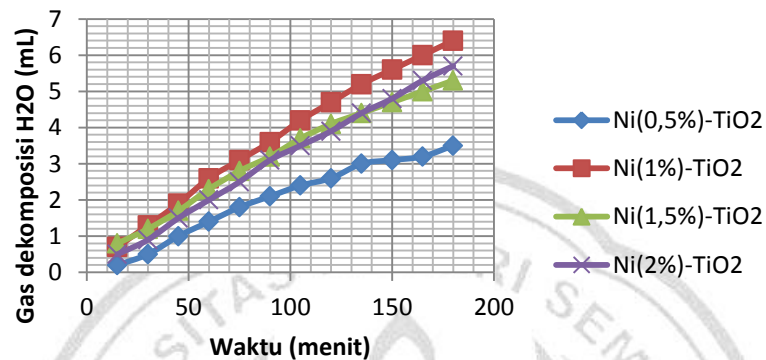 Gas dekomposisi H2O (mL)
7
6
5
4
3
2
1
0
0 50 100 150 200
Waktu (menit)
Ni(0,5%)-TiO2
Ni(1%)-TiO2
Ni(1,5%)-TiO2
Ni(2%)-TiO2